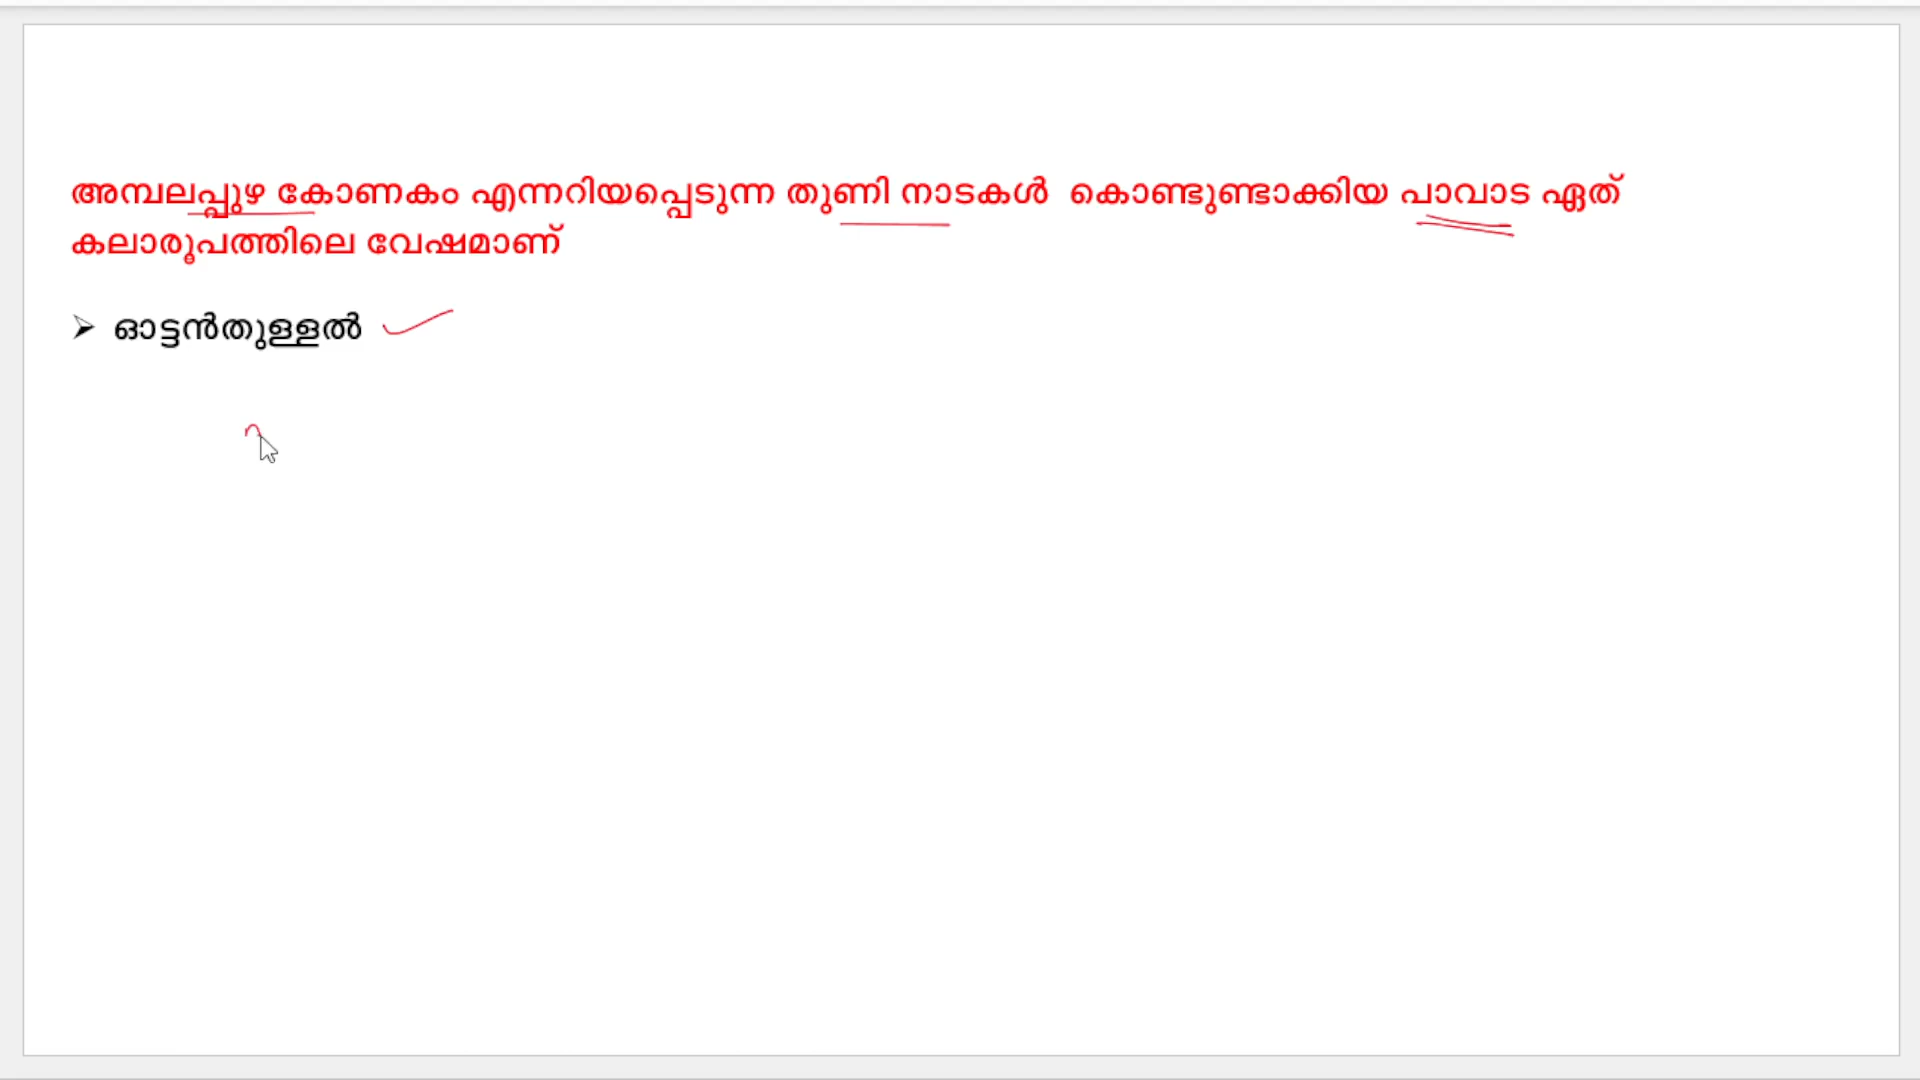 അമ്പലപ്പുഴ കോണകം എന്നറിയപ്പെടുന്ന തുണി നാടകൾ കൊണ്ടുണ്ടാക്കിയ പാവാട ഏത്
കലാരൂപത്തിലെ വേഷമാണ്
➢ ഓട്ടൻതുള്ളൽ